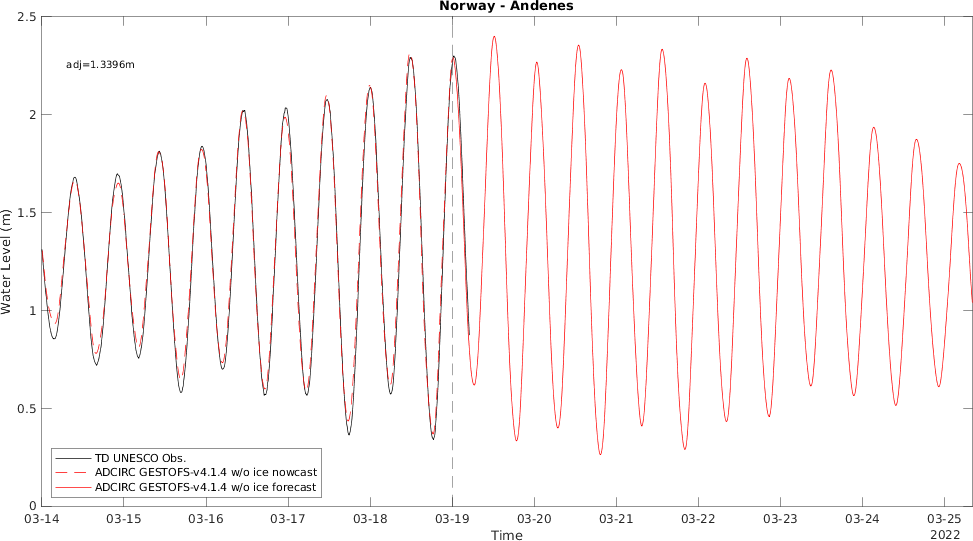 Norway - Andenes
2.5
adj=1.3396m
2
1.5
Water Level (m)
1
0.5
TD UNESCO Obs.
ADCIRC GESTOFS-v4.1.4 w/o ice nowcast
ADCIRC GESTOFS-v4.1.4 w/o ice forecast
0
03-14 03-15 03-16 03-17 03-18 03-19 03-20 03-21 03-22 03-23 03-24 03-25
Time
2022